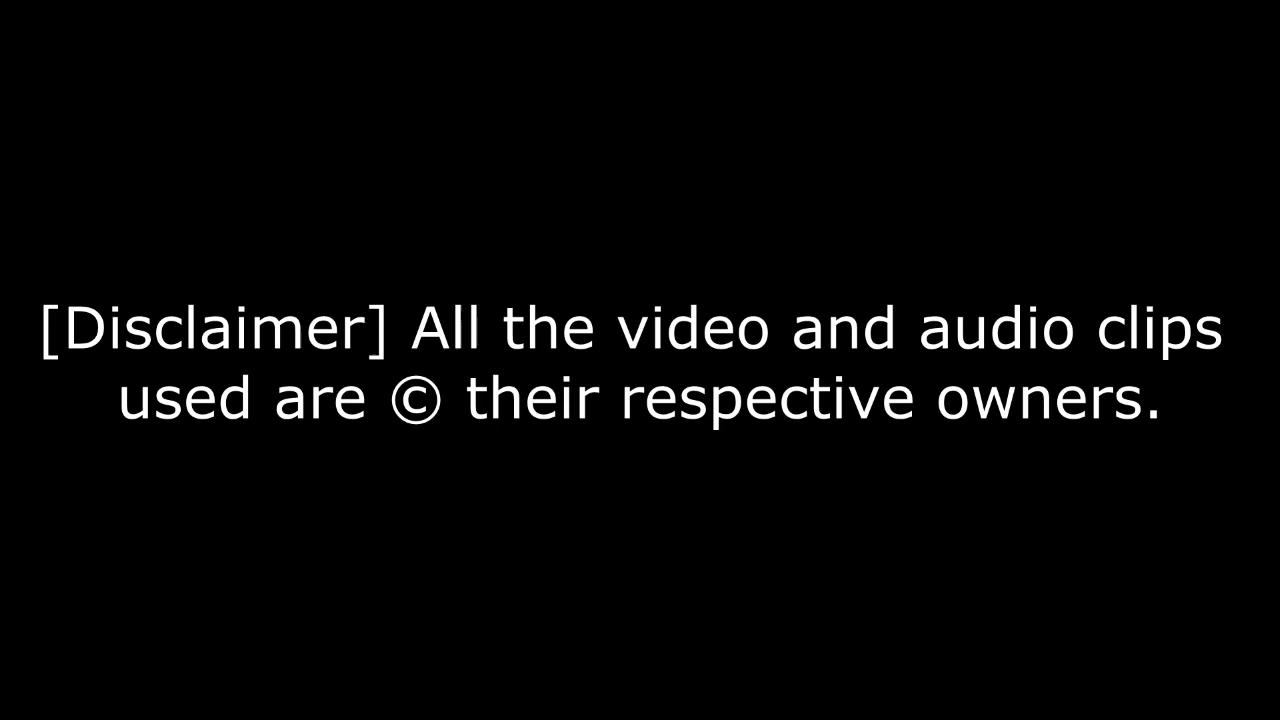 [Disclaimer] All the video and audio clips
used are © their respective owners.